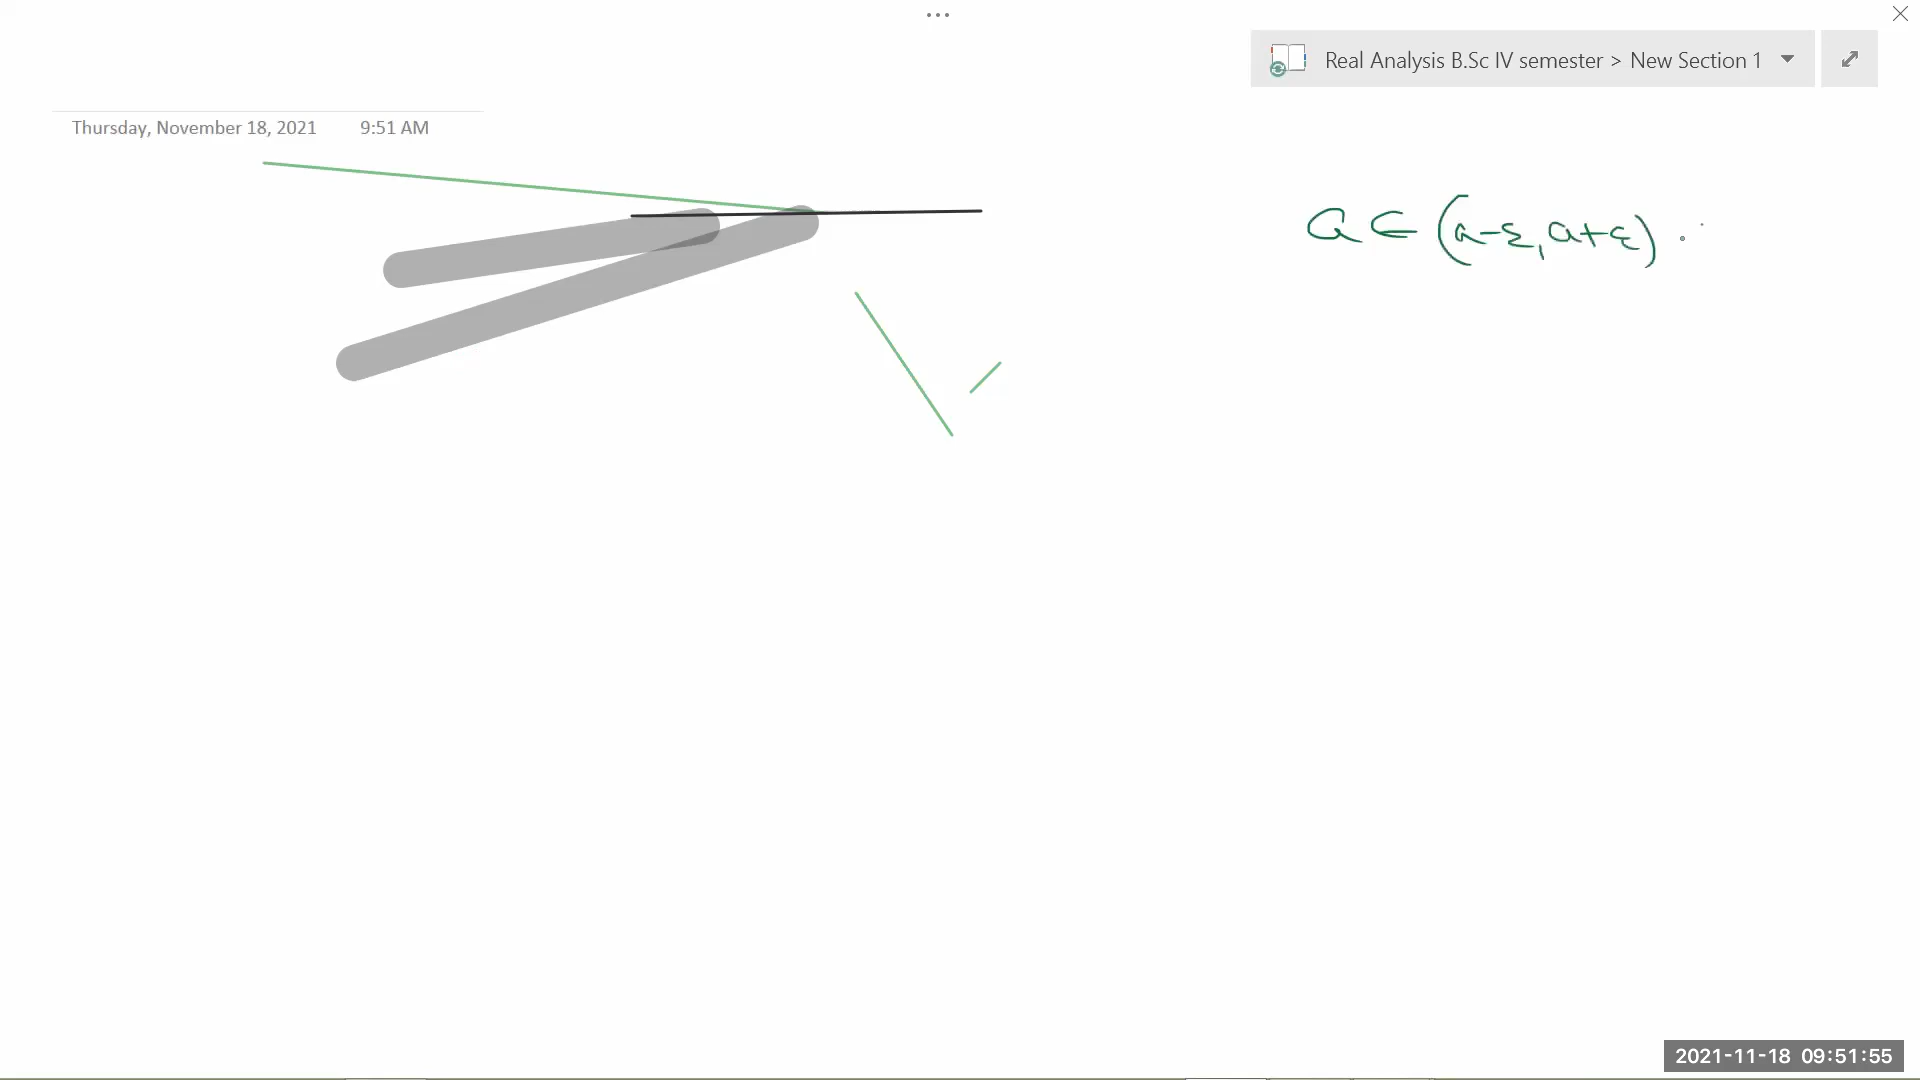 Real Analysis B.Sc IV semester > New Section 1
Thursday, November 18, 2021 9:51 AM
a ∈ (a-ε, a+ε)
2021-11-18 09:51:55